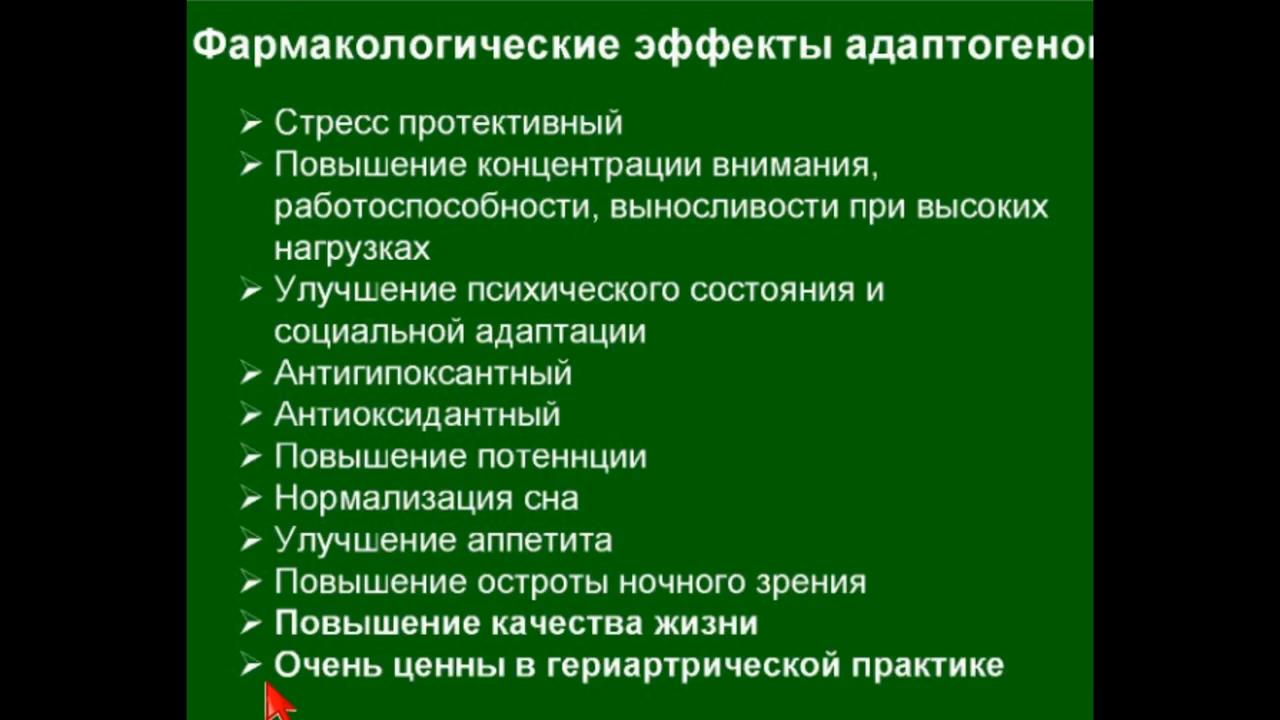 Фармакологические эффекты адаптогенов
Стресс протективный
Повышение концентрации внимания,
работоспособности, выносливости при высоких
нагрузках
Улучшение психического состояния и
социальной адаптации
Антигипоксантный
Антиоксидантный
Повышение потеннции
Нормализация сна
Улучшение аппетита
Повышение остроты ночного зрения
Повышение качества жизни
Очень ценны в гериартрической практике